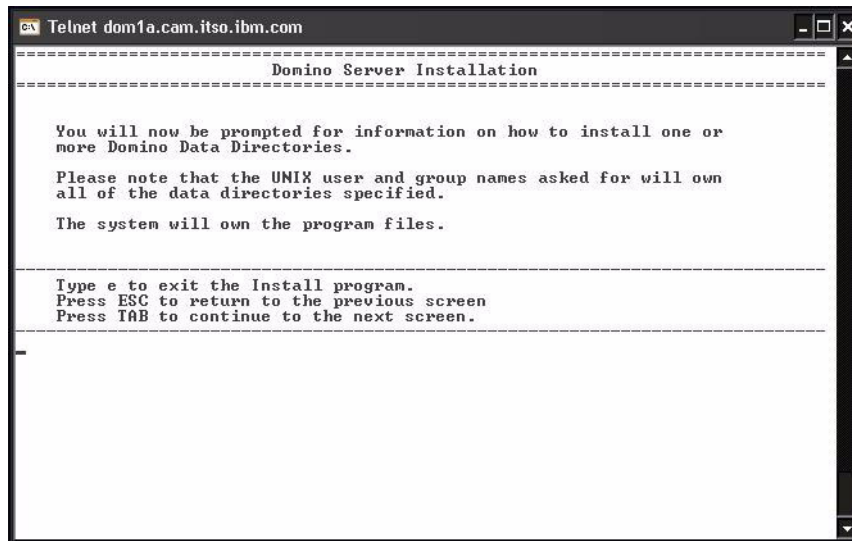 Telnet dom1a.cam.itso.ibm.com
Domino Server Installation
You will now be prompted for information on how to install one or
more Domino Data Directories.
Please note that the UNIX user and group names asked for will own
all of the data directories specified.
The system will own the program files.
Type e to exit the Install program.
Press ESC to return to the previous screen
Press TAB to continue to the next screen.